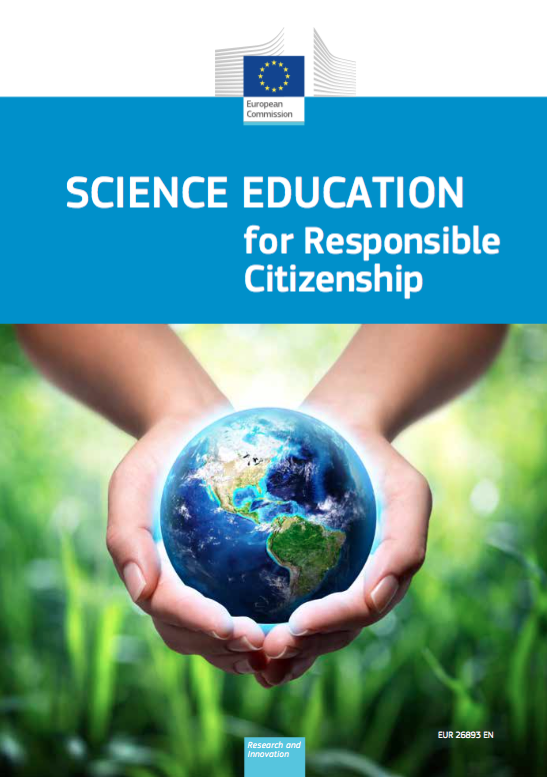 European
Commission
SCIENCE EDUCATION
for Responsible
Citizenship
EUR 26893 EN
Research and
Innovation